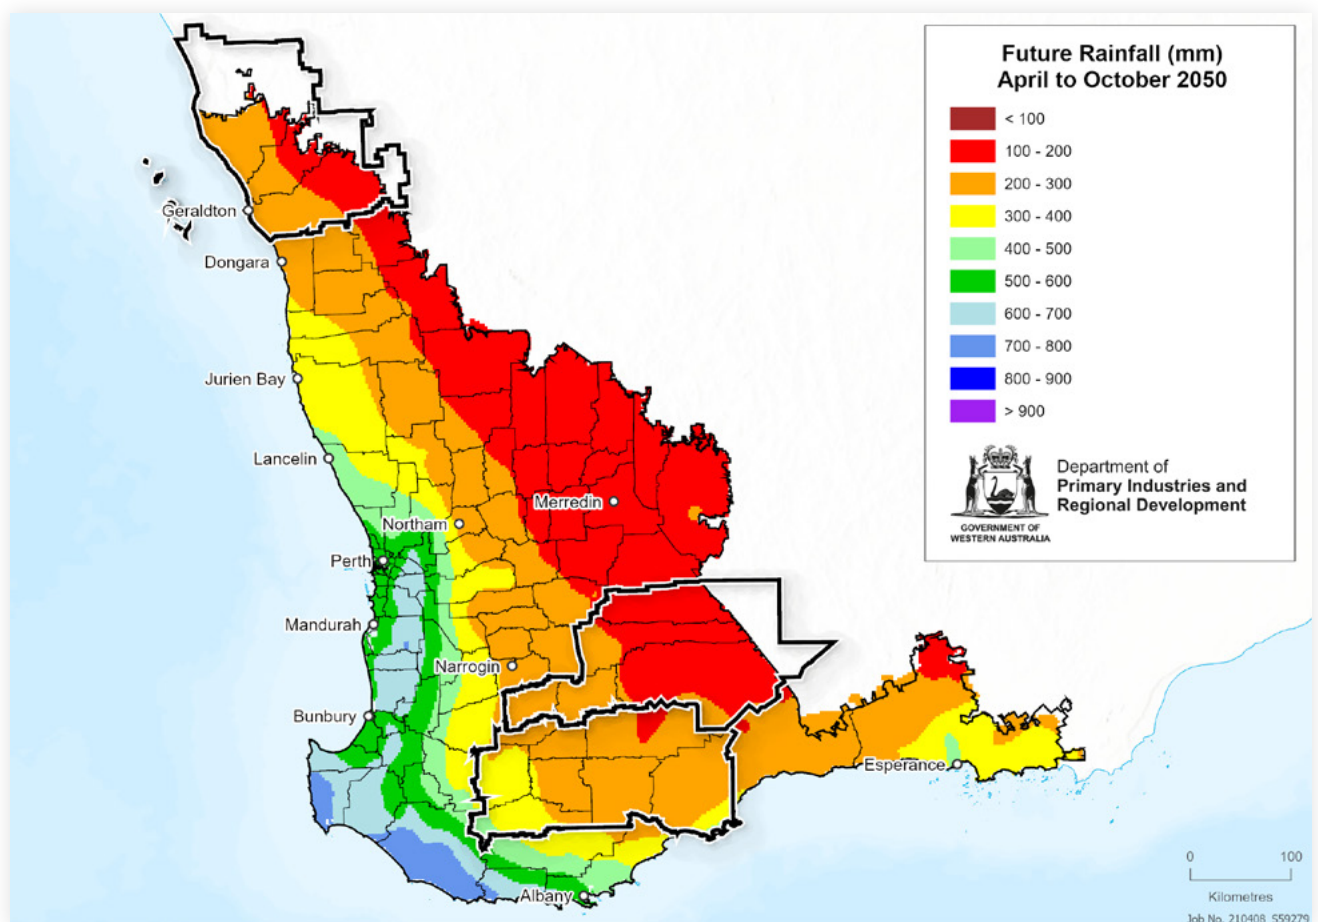 Future Rainfall (mm)
April to October 2050
< 100
100 - 200
200 - 300
300 - 400
400 - 500
500 - 600
600 - 700
700 - 800
800 - 900
> 900
GOVERNMENT OF
WESTERN AUSTRALIA
Department of
Primary Industries and
Regional Development
Geraldton
Dongara
Jurien Bay
Lancelin
Northam
Merredin
Perth
Mandurah
Narrogin
Bunbury
Esperance
Albany
0 100
Kilometres
Job No. 210408_559279